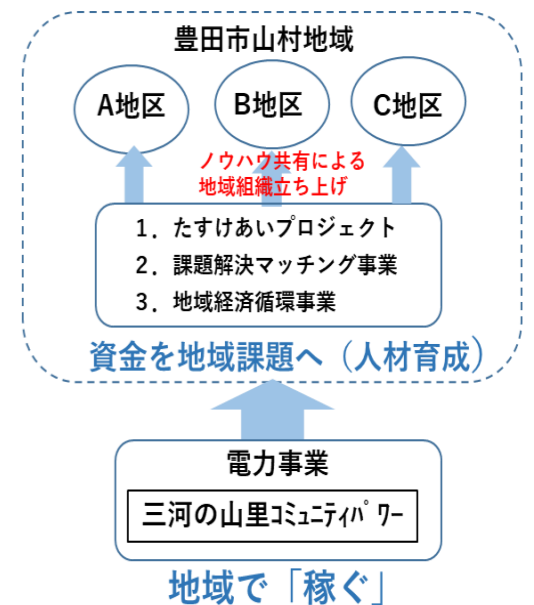 豊田市山村地域
A地区 B地区 C地区
ノウハウ共有による
地域組織立ち上げ
１．たすけあいプロジェクト
２．課題解決マッチング事業
３．地域経済循環事業
資金を地域課題へ（人材育成）
電力事業
三河の山里ｺﾐｭﾆﾃｨﾊﾟﾜｰ
地域で「稼ぐ」